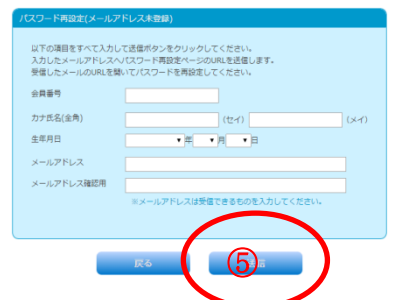 パスワード再設定(メールアドレス未登録)
以下の項目をすべて入力して送信ボタンをクリックしてください。
入力したメールアドレスへパスワード再設定ページのURLを送信します。
受信したメールのURLを開いてパスワードを再設定してください。
会員番号
カナ氏名(全角) (セイ) (メイ)
生年月日 ▼年 ▼月 ▼日
メールアドレス
メールアドレス確認用
※メールアドレスは受信できるものを入力してください。
戻る ⑤信